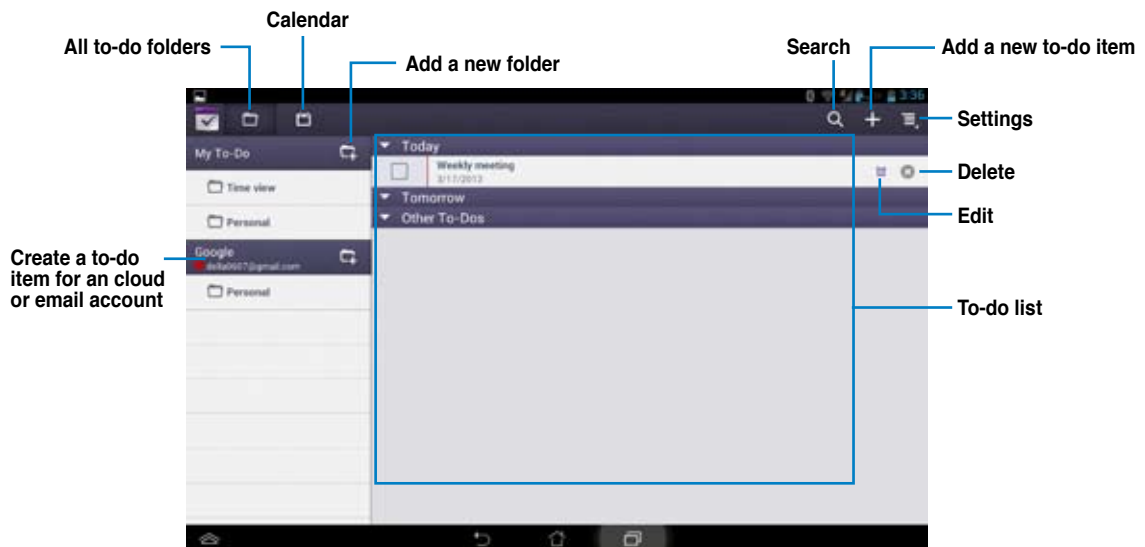 Calendar
All to-do folders
Search
Add a new to-do item
Add a new folder
3:36
Settings
My To-Do
Today
Weekly meeting
3/17/2013
Delete
Time view
Tomorrow
Edit
Personal
Other To-Dos
Google
Create a to-do
item for an cloud
or email account
Personal
To-do list